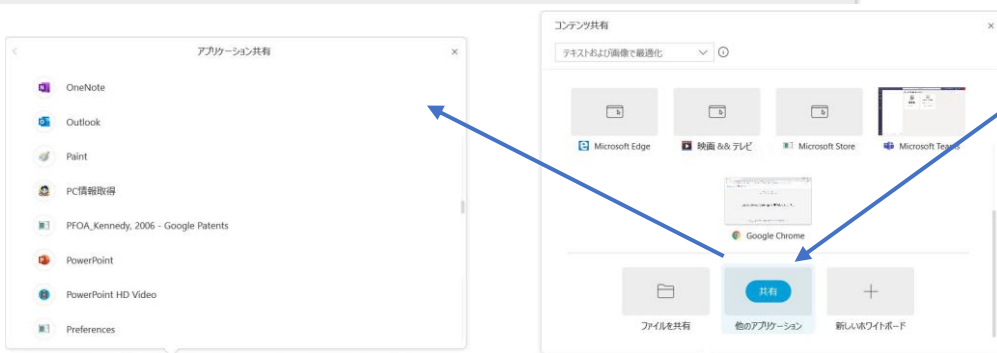 アプリケーション共有
OneNote
Outlook
Paint
PC情報取得
PFOA_Kennedy, 2006 - Google Patents
PowerPoint
PowerPoint HD Video
Preferences
コンテンツ共有
テキストおよび画像で最適化
Microsoft Edge
映画 && テレビ
Microsoft Store
Microsoft Teams
Google Chrome
共有
ファイルを共有
他のアプリケーション
新しいホワイトボード